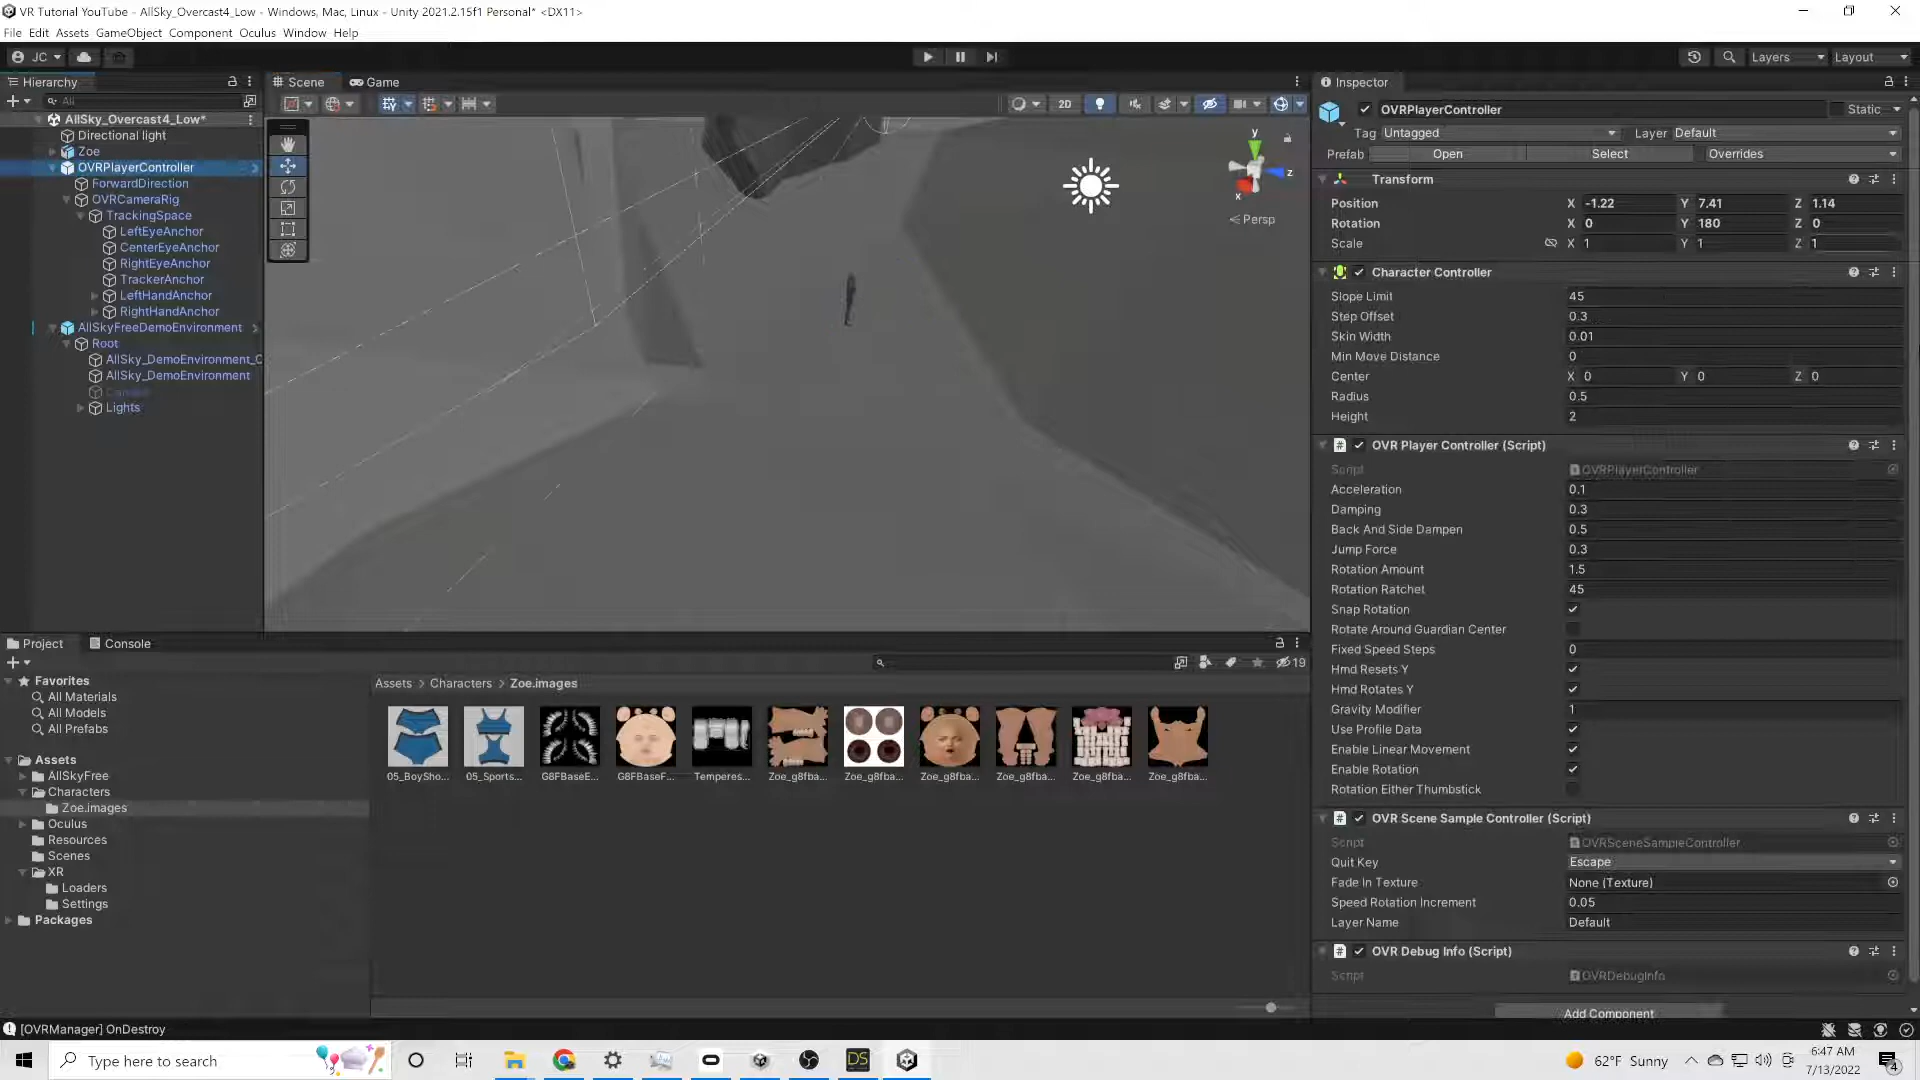 VR Tutorial YouTube - AllSky_Overcast4_Low - Windows, Mac, Linux - Unity 2021.2.15f1 Personal* <DX11>
File Edit Assets GameObject Component Oculus Window Help
JC Layers Layout
Hierarchy
All
AllSky_Overcast4_Low*
Directional light
Zoe
OVRPlayerController
ForwardDirection
OVRCameraRig
TrackingSpace
LeftEyeAnchor
CenterEyeAnchor
RightEyeAnchor
TrackerAnchor
LeftHandAnchor
RightHandAnchor
AllSkyFreeDemoEnvironment
Root
AllSky_DemoEnvironment_C
AllSky_DemoEnvironment
Lights
Scene Game
2D
y
z
x
Persp
Inspector
OVRPlayerController Static
Tag Untagged Layer Default
Prefab Open Select Overrides
Transform
Position X -1.22 Y 7.41 Z 1.14
Rotation X 0 Y 180 Z 0
Scale X 1 Y 1 Z 1
Character Controller
Slope Limit 45
Step Offset 0.3
Skin Width 0.01
Min Move Distance 0
Center X 0 Y 0 Z 0
Radius 0.5
Height 2
OVR Player Controller (Script)
Script OVRPlayerController
Acceleration 0.1
Damping 0.3
Back And Side Dampen 0.5
Jump Force 0.3
Rotation Amount 1.5
Rotation Ratchet 45
Snap Rotation
Rotate Around Guardian Center
Fixed Speed Steps 0
Hmd Resets Y
Hmd Rotates Y
Gravity Modifier 1
Use Profile Data
Enable Linear Movement
Enable Rotation
Rotation Either Thumbstick
OVR Scene Sample Controller (Script)
Script OVRSceneSampleController
Quit Key Escape
Fade In Texture None (Texture)
Speed Rotation Increment 0.05
Layer Name Default
OVR Debug Info (Script)
Script OVRDebugInfo
Add Component
Project Console
19
Favorites
All Materials
All Models
All Prefabs
Assets
AllSkyFree
Characters
Zoe.images
Oculus
Resources
Scenes
XR
Loaders
Settings
Packages
Assets > Characters > Zoe.images
05_BoySho... 05_Sports... G8FBaseE... G8FBaseF... Temperes... Zoe_g8fba... Zoe_g8fba... Zoe_g8fba... Zoe_g8fba... Zoe_g8fba... Zoe_g8fba...
[OVRManager] OnDestroy
Type here to search
DS
62°F Sunny
6:47 AM
7/13/2022
4